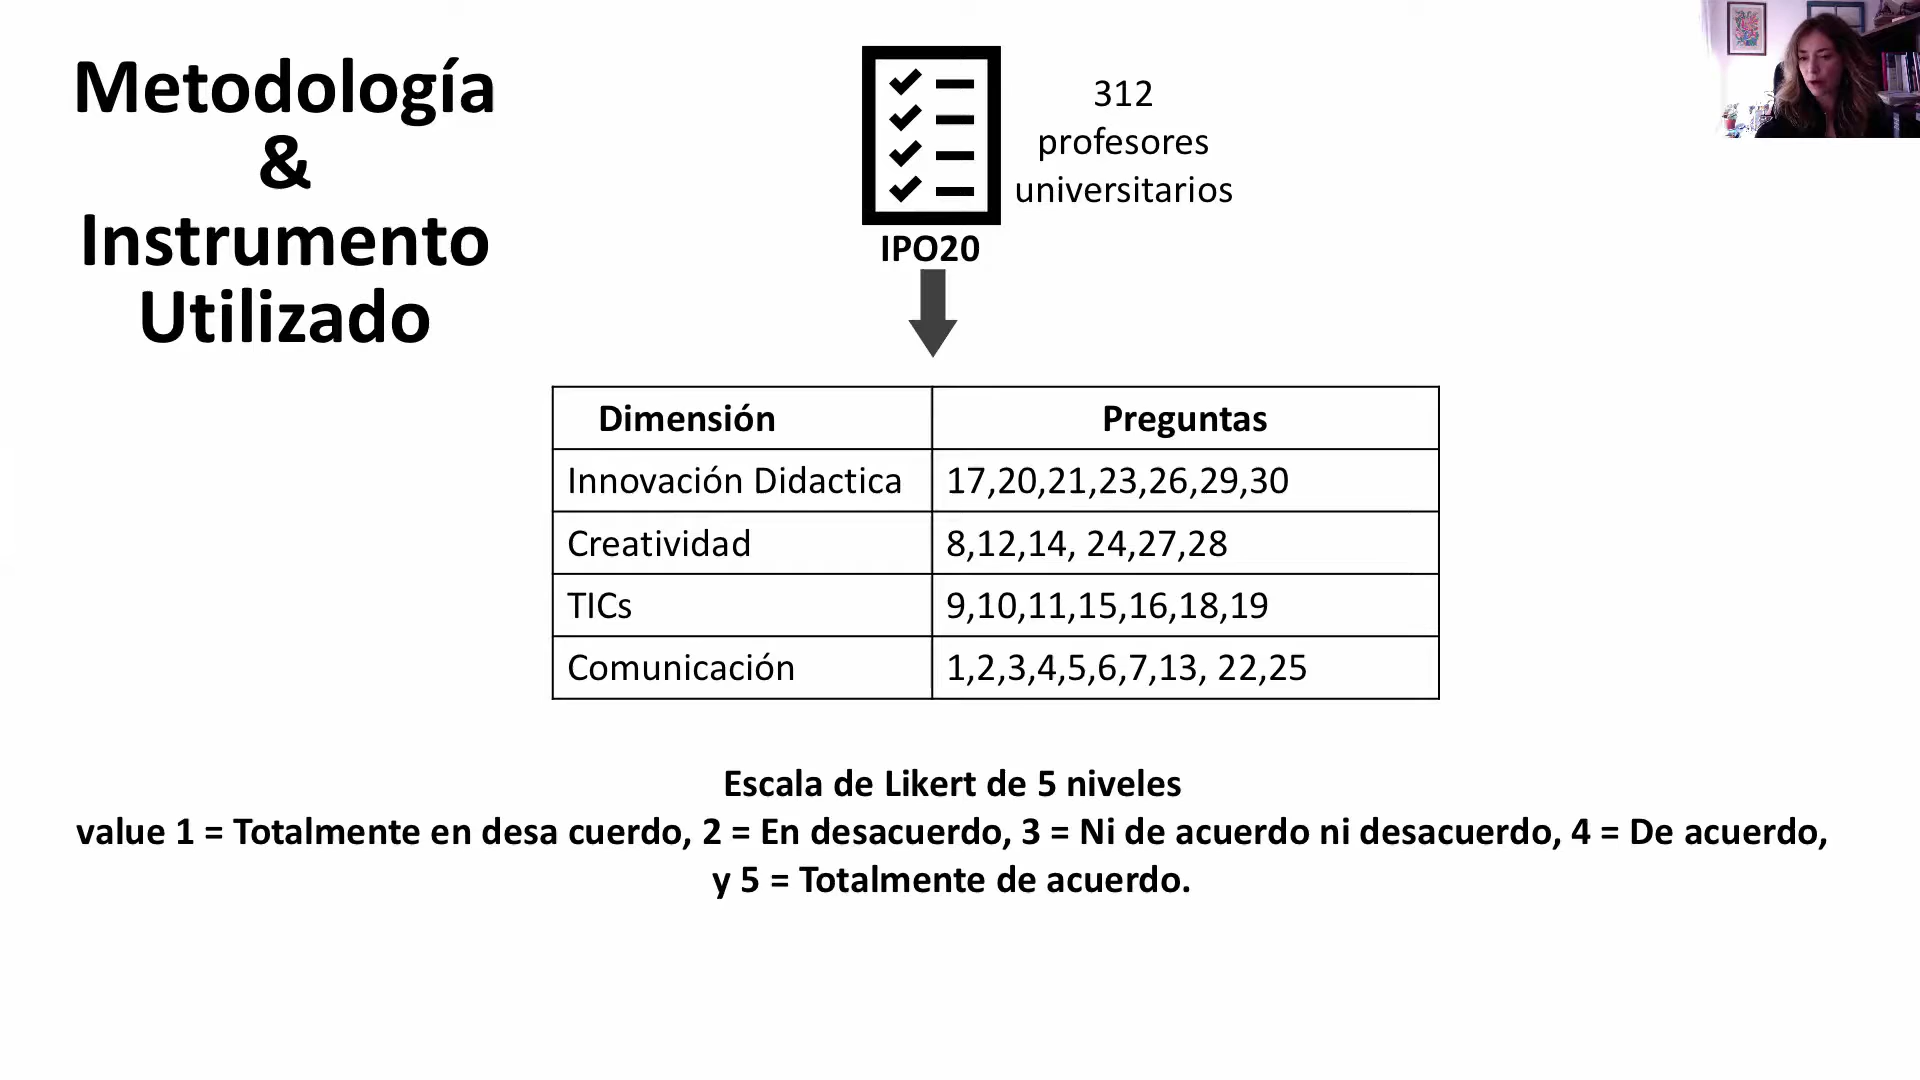 Metodología
&
Instrumento
Utilizado
312
profesores
universitarios
IPO20
Dimensión Preguntas
Innovación Didactica 17,20,21,23,26,29,30
Creatividad 8,12,14, 24,27,28
TICs 9,10,11,15,16,18,19
Comunicación 1,2,3,4,5,6,7,13, 22,25
Escala de Likert de 5 niveles
value 1 = Totalmente en desa cuerdo, 2 = En desacuerdo, 3 = Ni de acuerdo ni desacuerdo, 4 = De acuerdo,
y 5 = Totalmente de acuerdo.